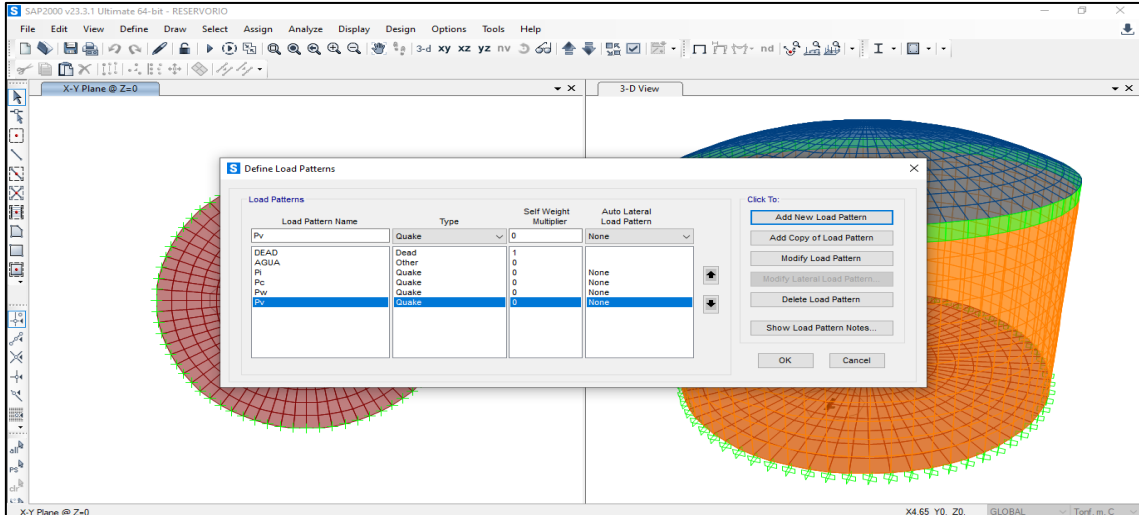 S SAP2000 v23.3.1 Ultimate 64-bit - RESERVORIO
File Edit View Define Draw Select Assign Analyze Display Design Options Tools Help
3-d xy xz yz nv nd
X-Y Plane @ Z=0
3-D View
S Define Load Patterns
Load Patterns
Click To:
Load Pattern Name Type Self Weight Multiplier Auto Lateral Load Pattern
Pv Quake 0 None
DEAD Dead 1
AGUA Other 0
Pi Quake 0 None
Pc Quake 0 None
Pw Quake 0 None
Pv Quake 0 None
Add New Load Pattern
Add Copy of Load Pattern
Modify Load Pattern
Modify Lateral Load Pattern...
Delete Load Pattern
Show Load Pattern Notes...
OK Cancel
all
PS
clr
X-Y Plane @ Z=0 X4.65 Y0. Z0. GLOBAL Tonf, m, C